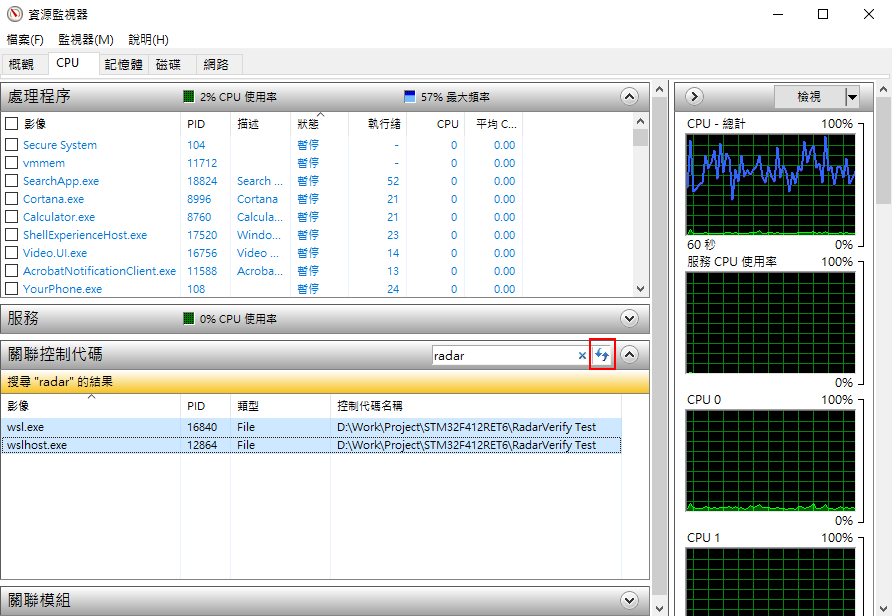 資源監視器
檔案(F) 監視器(M) 說明(H)
概觀 CPU 記憶體 磁碟 網路
處理程序 2% CPU 使用率 57% 最大頻率
影像 PID 描述 狀態 執行緒 CPU 平均 C...
Secure System 104 暫停 - 0 0.00
vmmem 11712 暫停 - 0 0.00
SearchApp.exe 18824 Search ... 暫停 52 0 0.00
Cortana.exe 8996 Cortana 暫停 21 0 0.00
Calculator.exe 8760 Calcula... 暫停 21 0 0.00
ShellExperienceHost.exe 17520 Windo... 暫停 23 0 0.00
Video.UI.exe 16756 Video ... 暫停 14 0 0.00
AcrobatNotificationClient.exe 11588 Acroba... 暫停 13 0 0.00
YourPhone.exe 108 暫停 24 0 0.00
服務 0% CPU 使用率
關聯控制代碼 radar
搜尋 "radar" 的結果
影像 PID 類型 控制代碼名稱
wsl.exe 16840 File D:\Work\Project\STM32F412RET6\RadarVerify Test
wslhost.exe 12864 File D:\Work\Project\STM32F412RET6\RadarVerify Test
關聯模組
檢視
CPU - 總計 100%
60 秒 0%
服務 CPU 使用率 100%
0%
CPU 0 100%
0%
CPU 1 100%